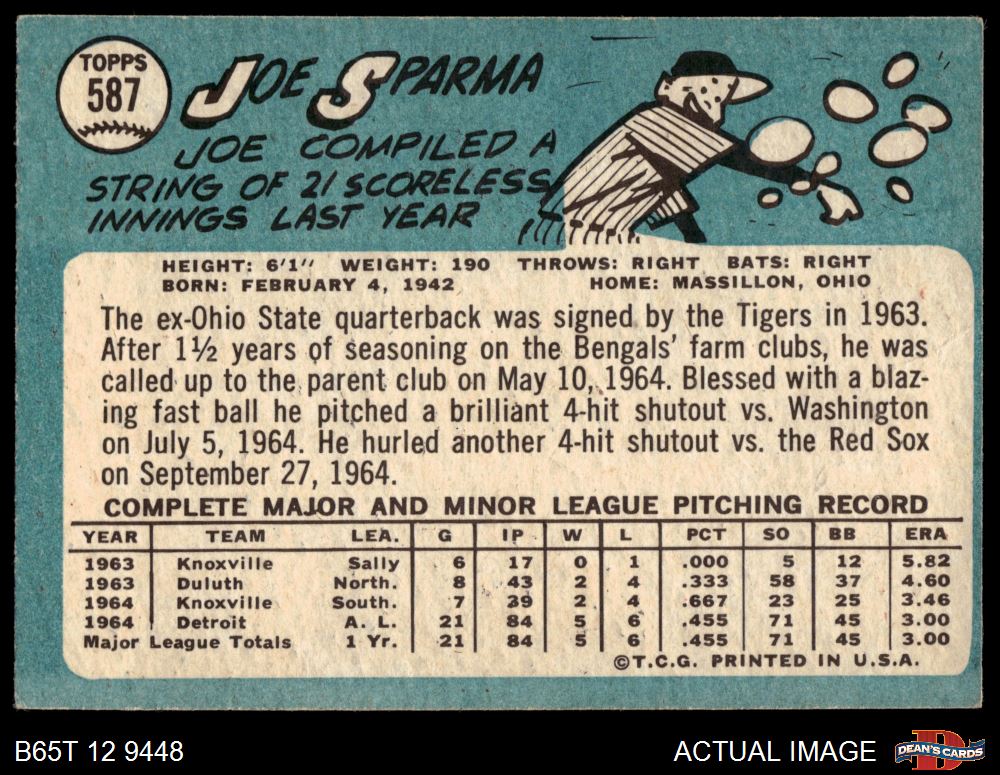 TOPPS
587
JOE SPARMA
JOE COMPILED A
STRING OF 21 SCORELESS
INNINGS LAST YEAR
HEIGHT: 6'1" WEIGHT: 190 THROWS: RIGHT BATS: RIGHT
BORN: FEBRUARY 4, 1942 HOME: MASSILLON, OHIO
The ex-Ohio State quarterback was signed by the Tigers in 1963.
After 1½ years of seasoning on the Bengals' farm clubs, he was
called up to the parent club on May 10, 1964. Blessed with a blaz-
ing fast ball he pitched a brilliant 4-hit shutout vs. Washington
on July 5, 1964. He hurled another 4-hit shutout vs. the Red Sox
on September 27, 1964.
COMPLETE MAJOR AND MINOR LEAGUE PITCHING RECORD
YEAR TEAM LEA. G IP W L PCT SO BB ERA
1963 Knoxville Sally 6 17 0 1 .000 5 12 5.82
1963 Duluth North. 8 43 2 4 .333 58 37 4.60
1964 Knoxville South. 7 39 2 4 .667 23 25 3.46
1964 Detroit A. L. 21 84 5 6 .455 71 45 3.00
Major League Totals 1 Yr. 21 84 5 6 .455 71 45 3.00
©T.C.G. PRINTED IN U.S.A.
B65T 12 9448 ACTUAL IMAGE DEAN'S CARDS